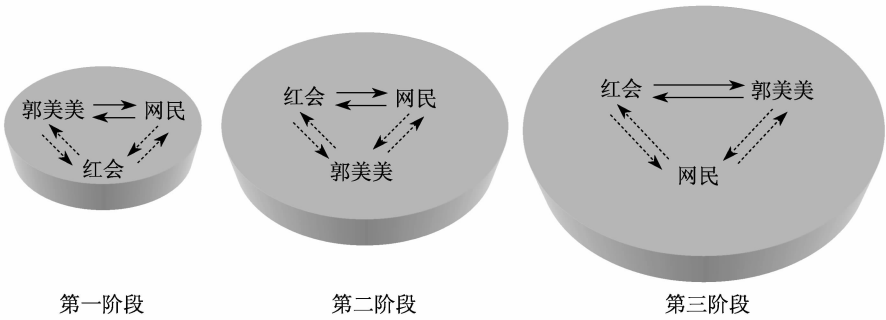 郭美美 网民
红会
红会 网民
郭美美
红会 郭美美
网民
第一阶段 第二阶段 第三阶段